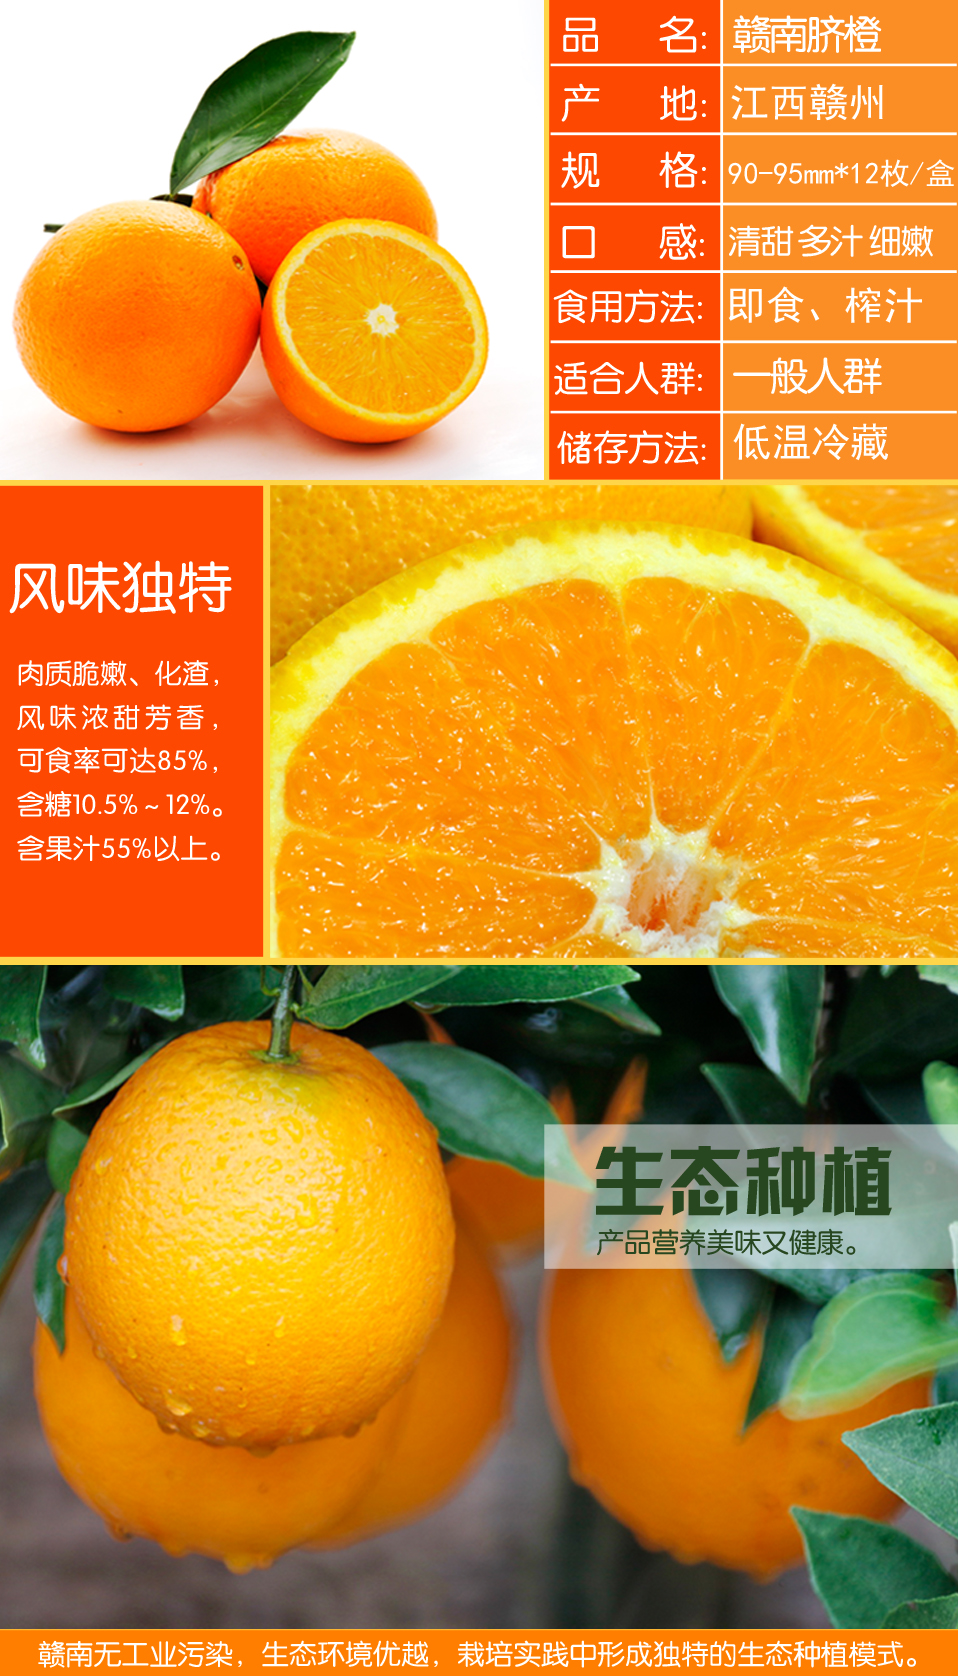 品 名: 赣南脐橙
产 地: 江西赣州
规 格: 90-95mm*12枚/盒
口 感: 清甜 多汁 细嫩
食用方法: 即食、榨汁
适合人群: 一般人群
储存方法: 低温冷藏
风味独特
肉质脆嫩、化渣，
风味浓甜芳香，
可食率可达85%，
含糖10.5%~12%。
含果汁55%以上。
生态种植
产品营养美味又健康。
赣南无工业污染，生态环境优越，栽培实践中形成独特的生态种植模式。